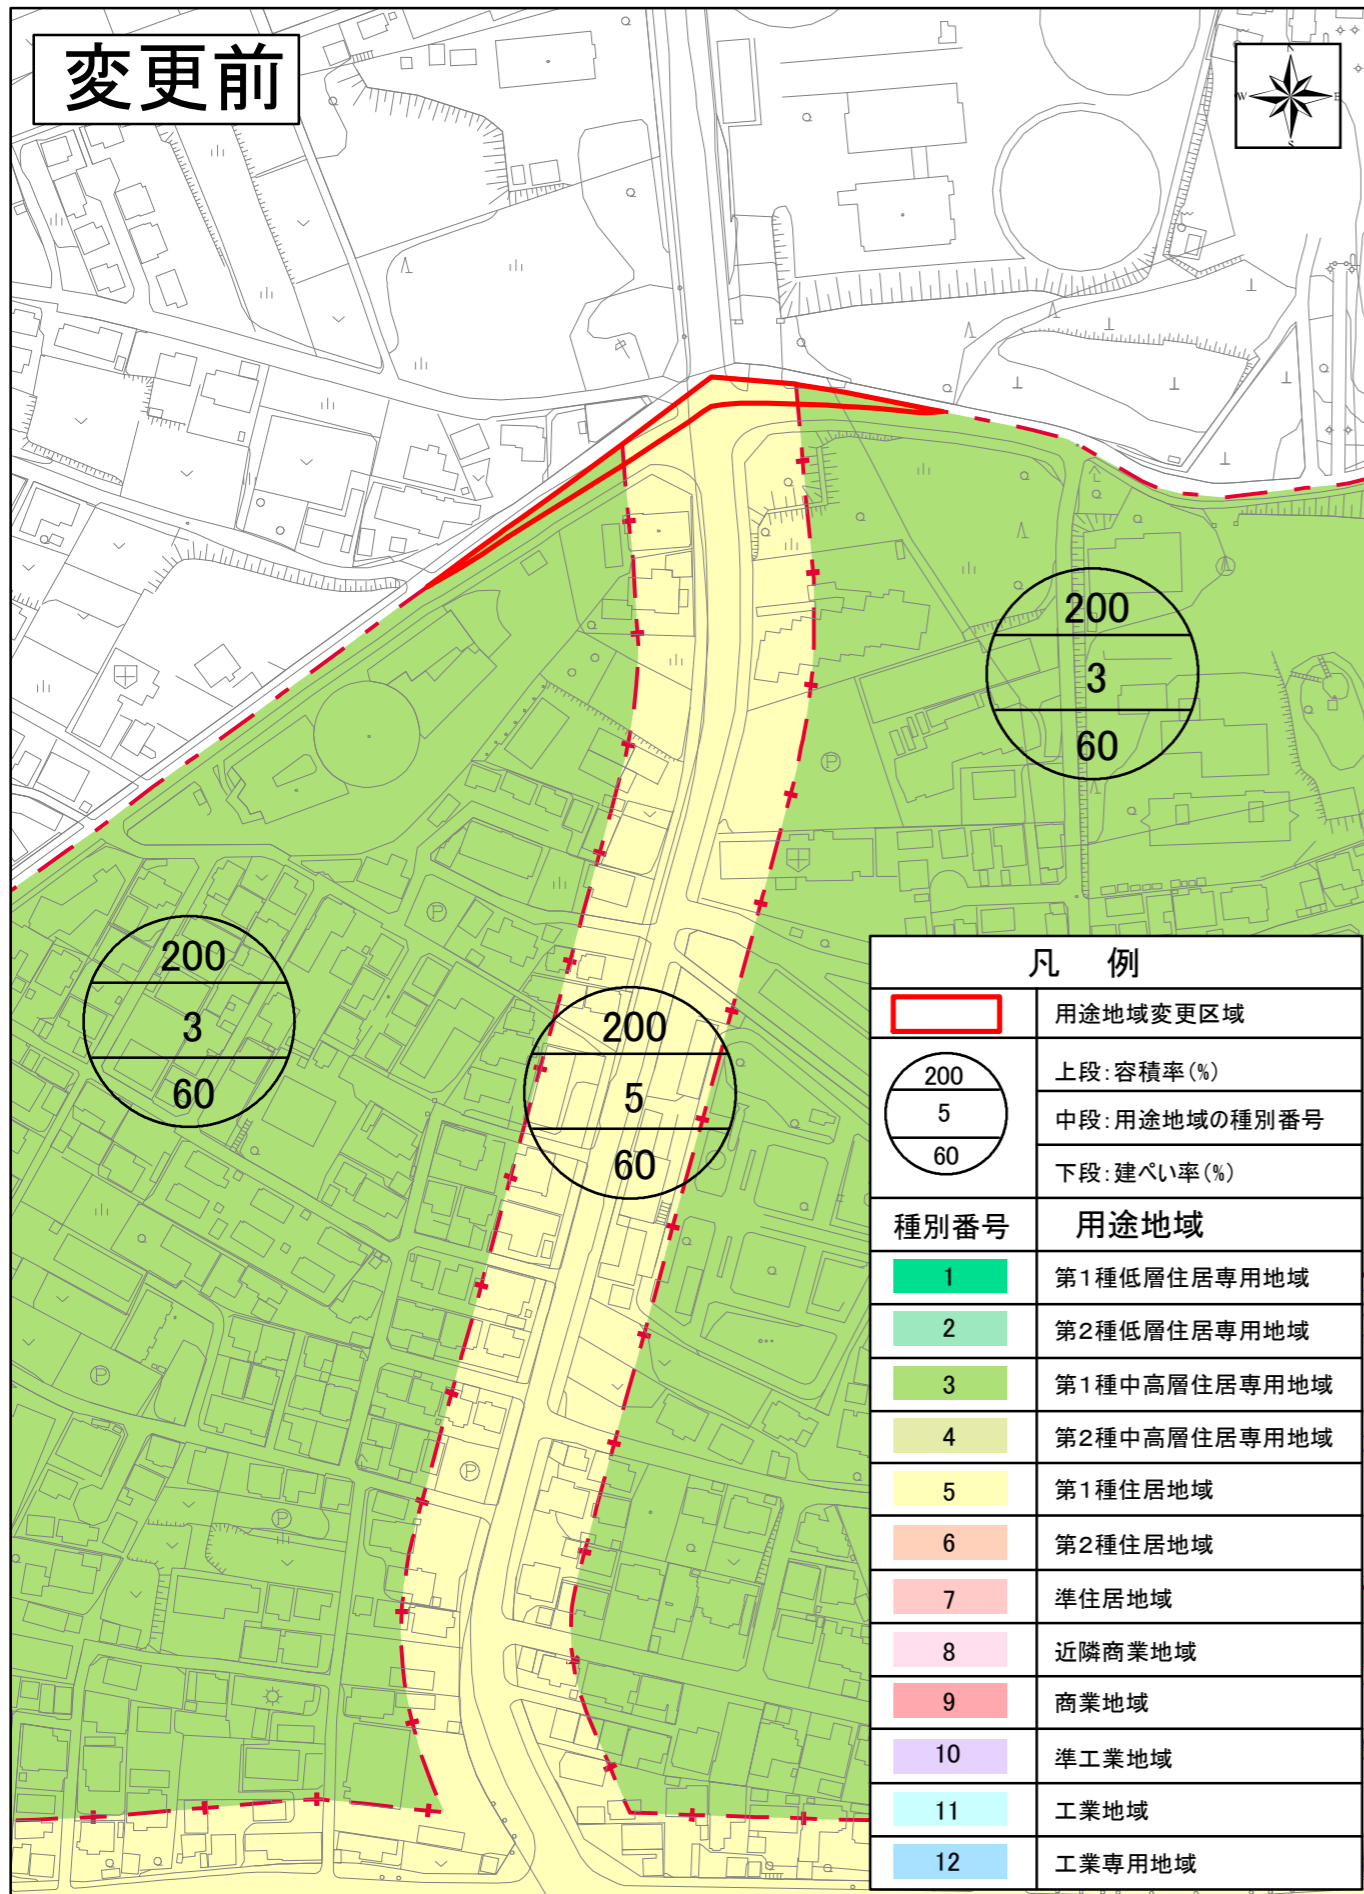 変更前
N
W E
S
200
3
60
200
3
60
200
5
60
P
P
P
P
P
凡 例
用途地域変更区域
200
5
60
上段:容積率(%)
中段:用途地域の種別番号
下段:建ぺい率(%)
種別番号 用途地域
1 第1種低層住居専用地域
2 第2種低層住居専用地域
3 第1種中高層住居専用地域
4 第2種中高層住居専用地域
5 第1種住居地域
6 第2種住居地域
7 準住居地域
8 近隣商業地域
9 商業地域
10 準工業地域
11 工業地域
12 工業専用地域